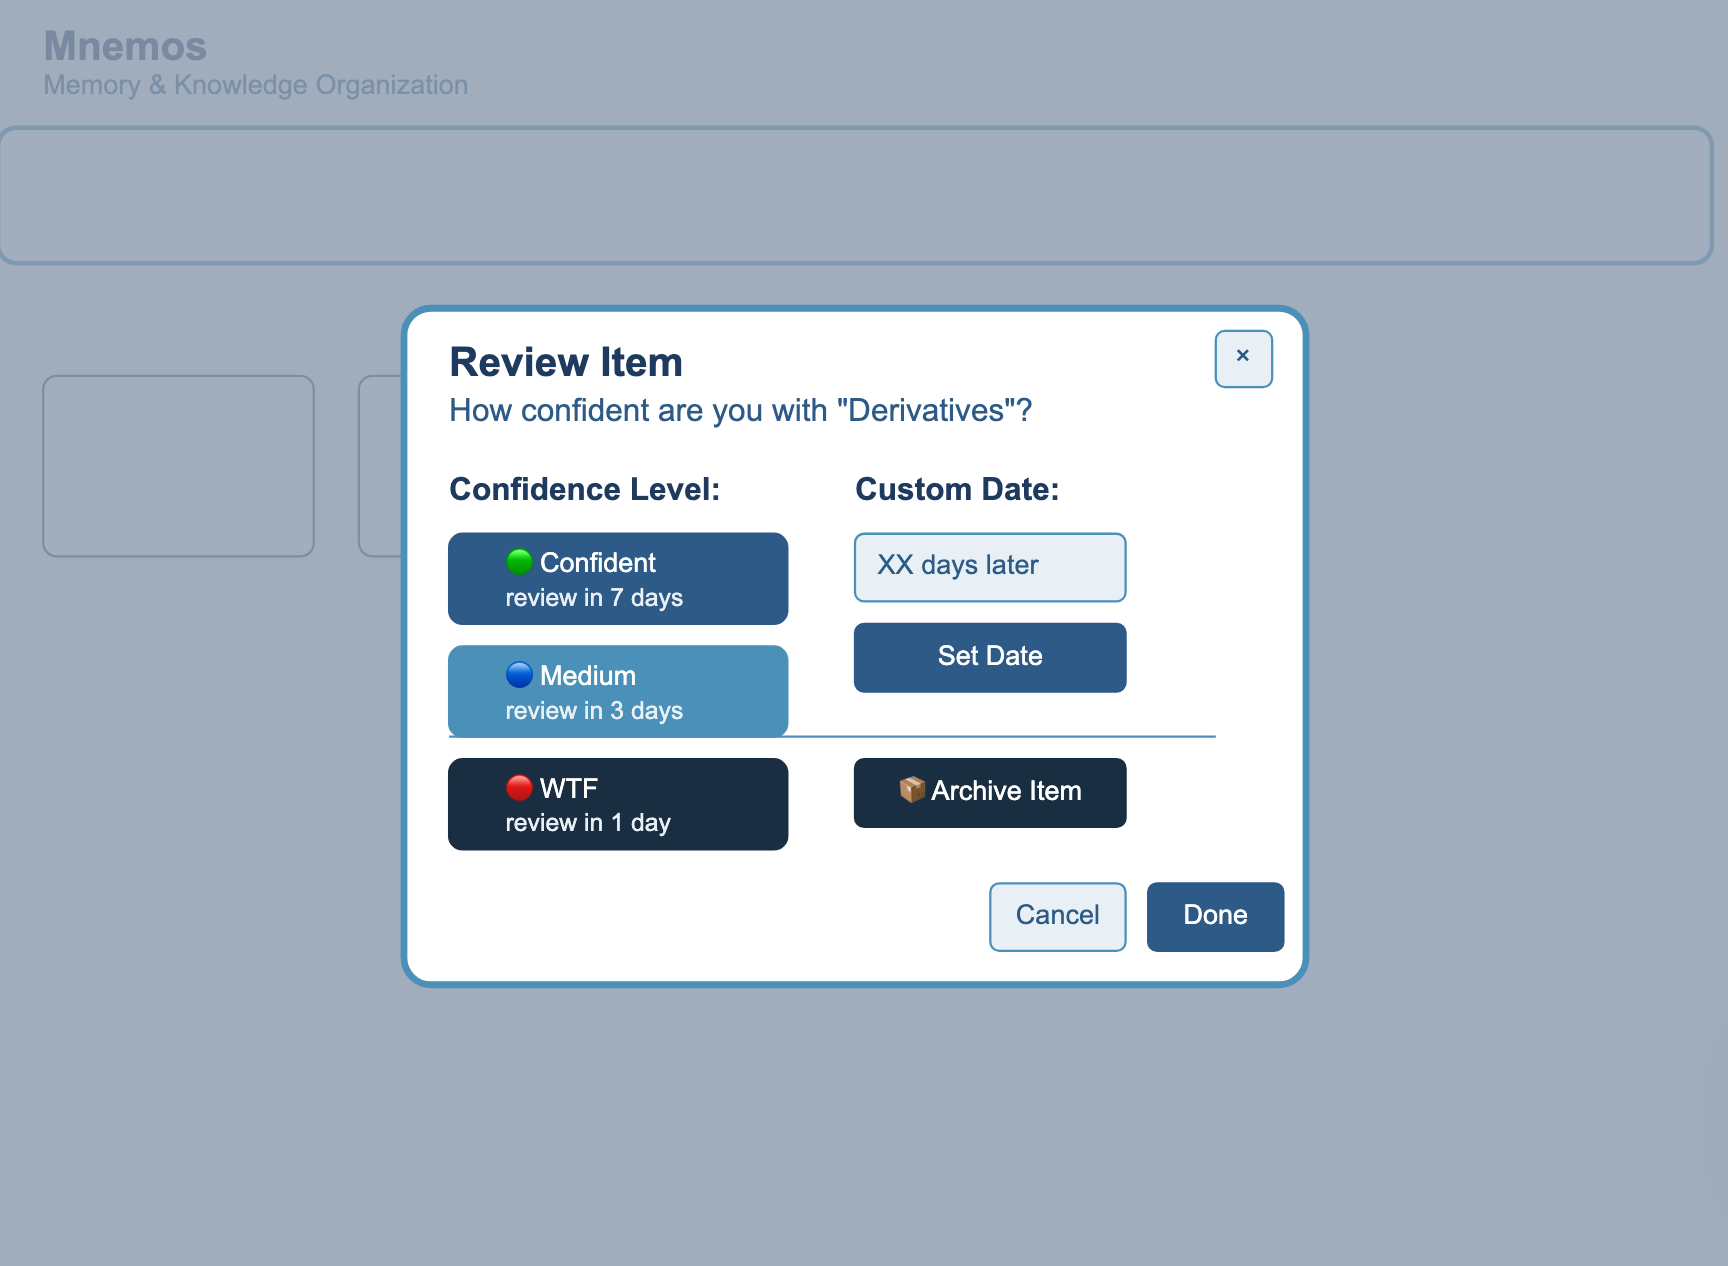 Mnemos
Memory & Knowledge Organization
Review Item
×
How confident are you with "Derivatives"?
Confidence Level:
🟢 Confident
review in 7 days
🔵 Medium
review in 3 days
🔴 WTF
review in 1 day
Custom Date:
XX days later
Set Date
📦 Archive Item
Cancel
Done